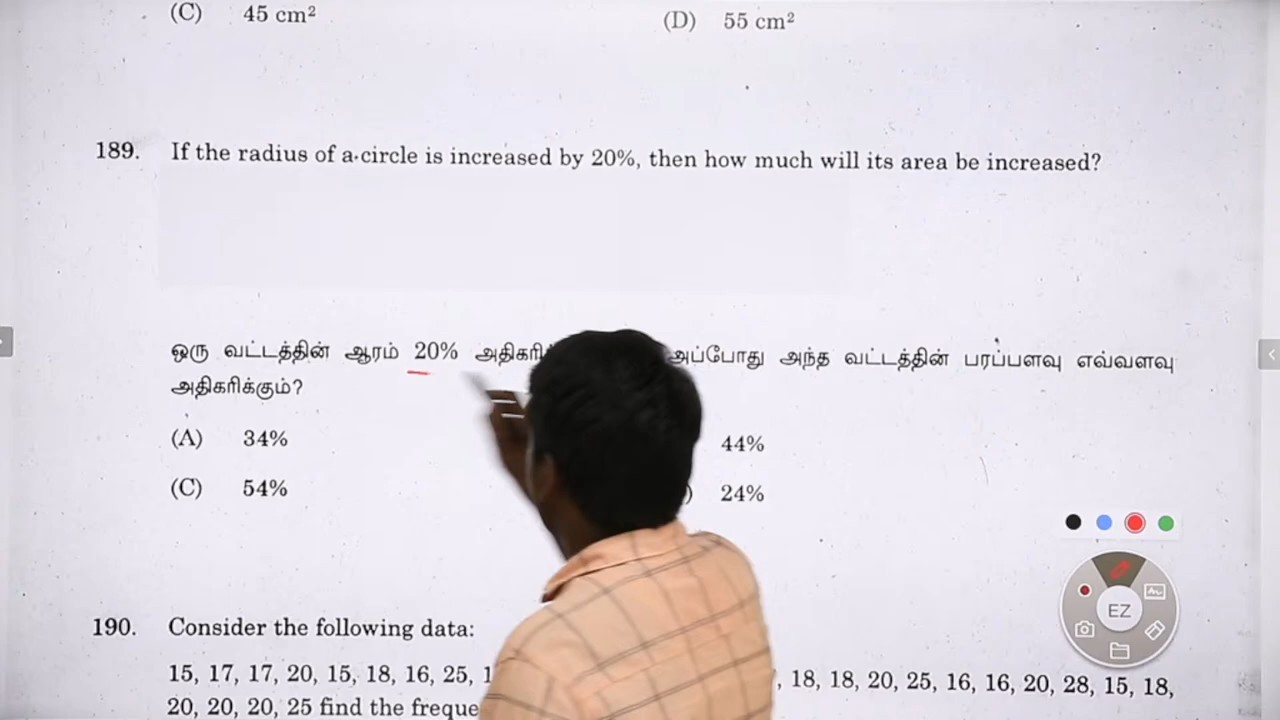 (C) 45 cm²
(D) 55 cm²
189. If the radius of a circle is increased by 20%, then how much will its area be increased?
ஒரு வட்டத்தின் ஆரம் 20% அப்போது அந்த வட்டத்தின் பரப்பளவு எவ்வளவு
அதிகரிக்கும்?
(A) 34%
44%
(C) 54%
24%
190. Consider the following data:
15, 17, 17, 20, 15, 18, 16, 25, , 18, 18, 20, 25, 16, 16, 20, 28, 15, 18,
20, 20, 20, 25 find the
EZ